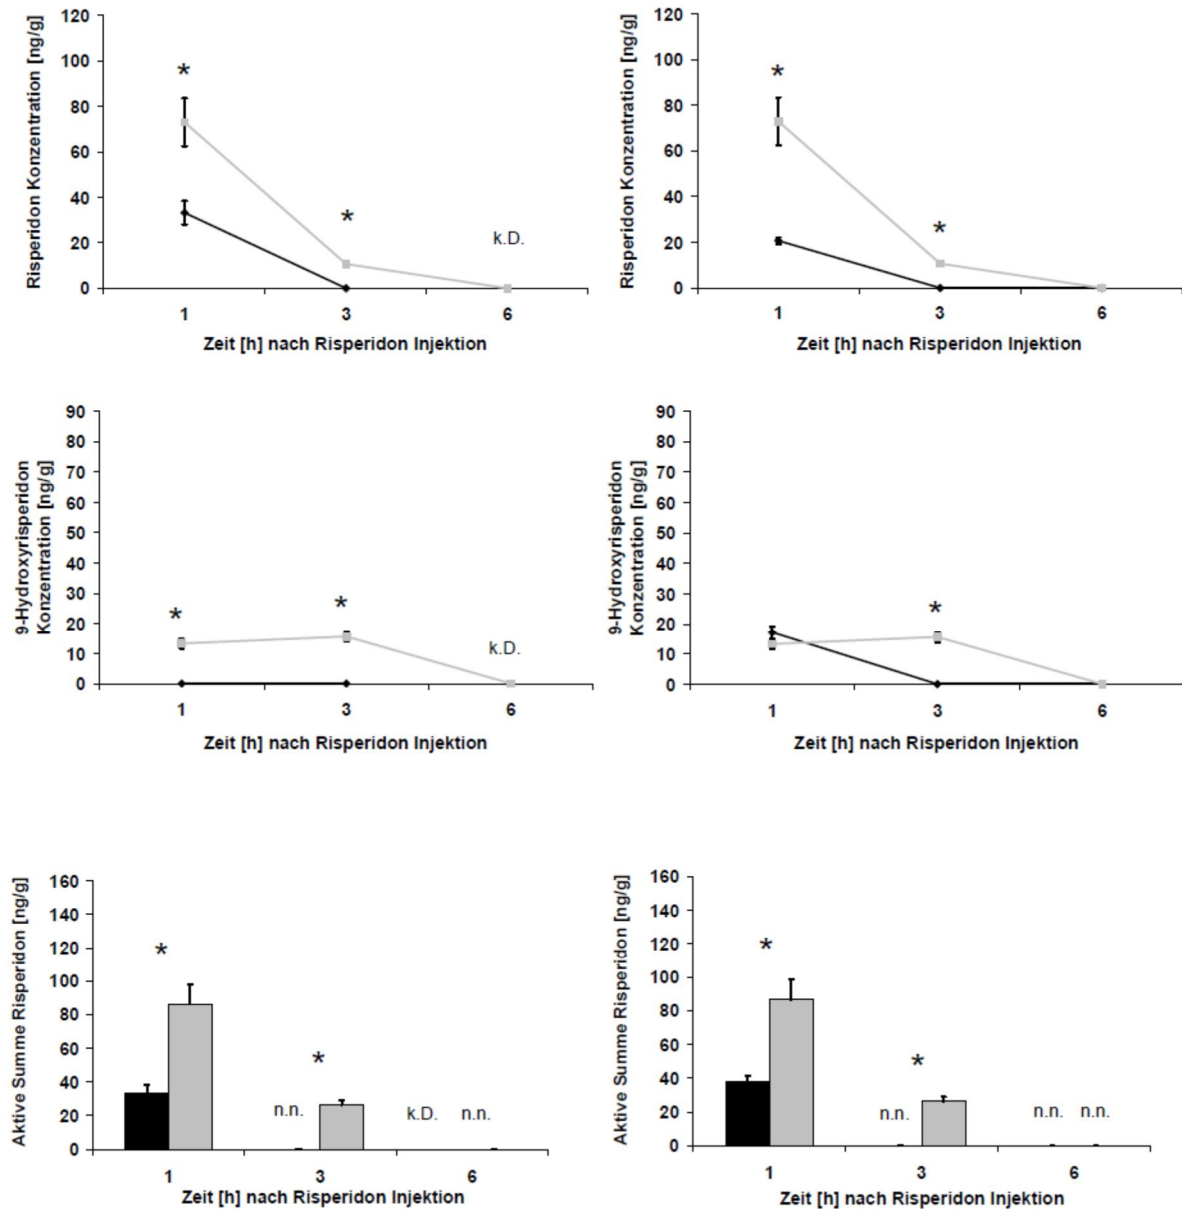 Risperidon Konzentration [ng/g]
120
100
80
60
40
20
0
*
*
k.D.
1 3 6
Zeit [h] nach Risperidon Injektion
Risperidon Konzentration [ng/g]
120
100
80
60
40
20
0
*
*
1 3 6
Zeit [h] nach Risperidon Injektion
9-Hydroxyrisperidon
Konzentration [ng/g]
90
80
70
60
50
40
30
20
10
0
*
*
k.D.
1 3 6
Zeit [h] nach Risperidon Injektion
9-Hydroxyrisperidon
Konzentration [ng/g]
90
80
70
60
50
40
30
20
10
0
*
1 3 6
Zeit [h] nach Risperidon Injektion
Aktive Summe Risperidon [ng/g]
160
140
120
100
80
60
40
20
0
*
*
n.n. k.D. n.n.
1 3 6
Zeit [h] nach Risperidon Injektion
Aktive Summe Risperidon [ng/g]
160
140
120
100
80
60
40
20
0
*
*
n.n. n.n. n.n.
1 3 6
Zeit [h] nach Risperidon Injektion